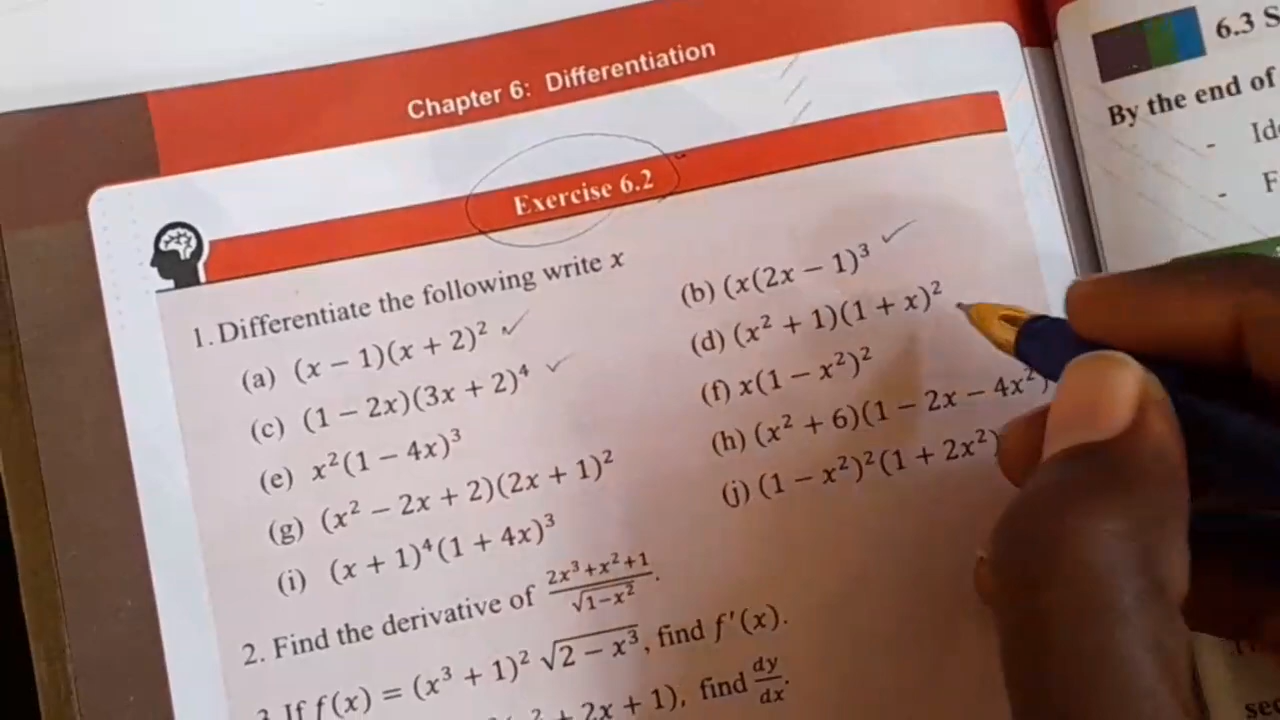 Chapter 6: Differentiation
Exercise 6.2
1. Differentiate the following write x
(a) (x − 1)(x + 2)² ✓
(b) (x(2x − 1)³ ✓
(c) (1 − 2x)(3x + 2)⁴ ✓
(d) (x² + 1)(1 + x)²
(e) x²(1 − 4x)³
(f) x(1 − x²)²
(g) (x² − 2x + 2)(2x + 1)²
(h) (x² + 6)(1 − 2x − 4x²)
(i) (x + 1)⁴(1 + 4x)³
(j) (1 − x²)²(1 + 2x²)
2. Find the derivative of \frac{2x³+x²+1}{√(1−x²)}.
3. If f(x) = (x³ + 1)² √(2 − x³), find f'(x).
² + 2x + 1), find \frac{dy}{dx}.
6.3 S
By the end of
- Id
- F